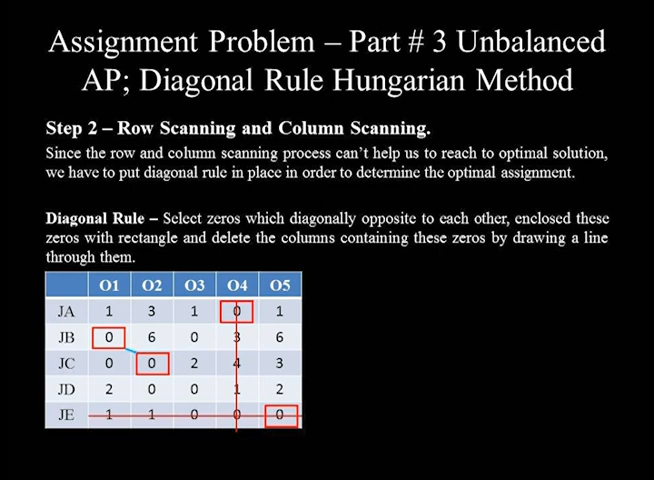 Assignment Problem – Part # 3 Unbalanced
AP; Diagonal Rule Hungarian Method
Step 2 – Row Scanning and Column Scanning.
Since the row and column scanning process can't help us to reach to optimal solution,
we have to put diagonal rule in place in order to determine the optimal assignment.
Diagonal Rule – Select zeros which diagonally opposite to each other, enclosed these
zeros with rectangle and delete the columns containing these zeros by drawing a line
through them.
O1 O2 O3 O4 O5
JA 1 3 1 0 1
JB 0 6 0 3 6
JC 0 0 2 4 3
JD 2 0 0 1 2
JE 1 1 0 0 0